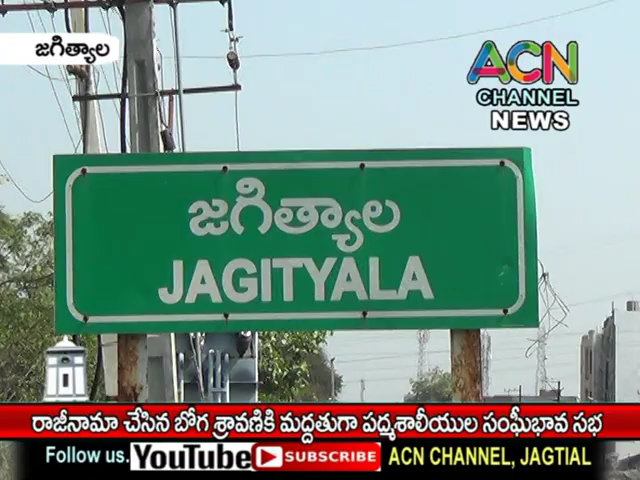 జగిత్యాల
ACN
CHANNEL
NEWS
జగిత్యాల
JAGITYALA
రాజీనామా చేసిన బోగ శ్రావణికి మద్దతుగా పద్మశాలీయుల సంఘీభావ సభ
Follow us. YouTube SUBSCRIBE ACN CHANNEL, JAGTIAL